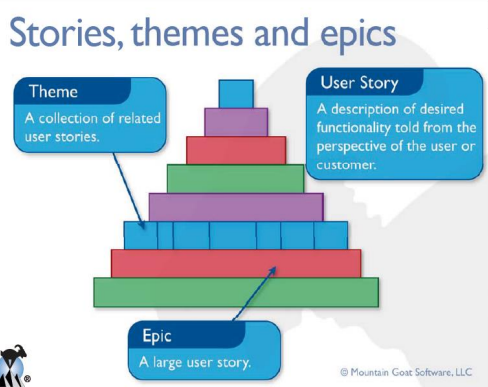 Stories, themes and epics
Theme
A collection of related
user stories.
User Story
A description of desired
functionality told from the
perspective of the user or
customer.
Epic
A large user story.
® 
© Mountain Goat Software, LLC